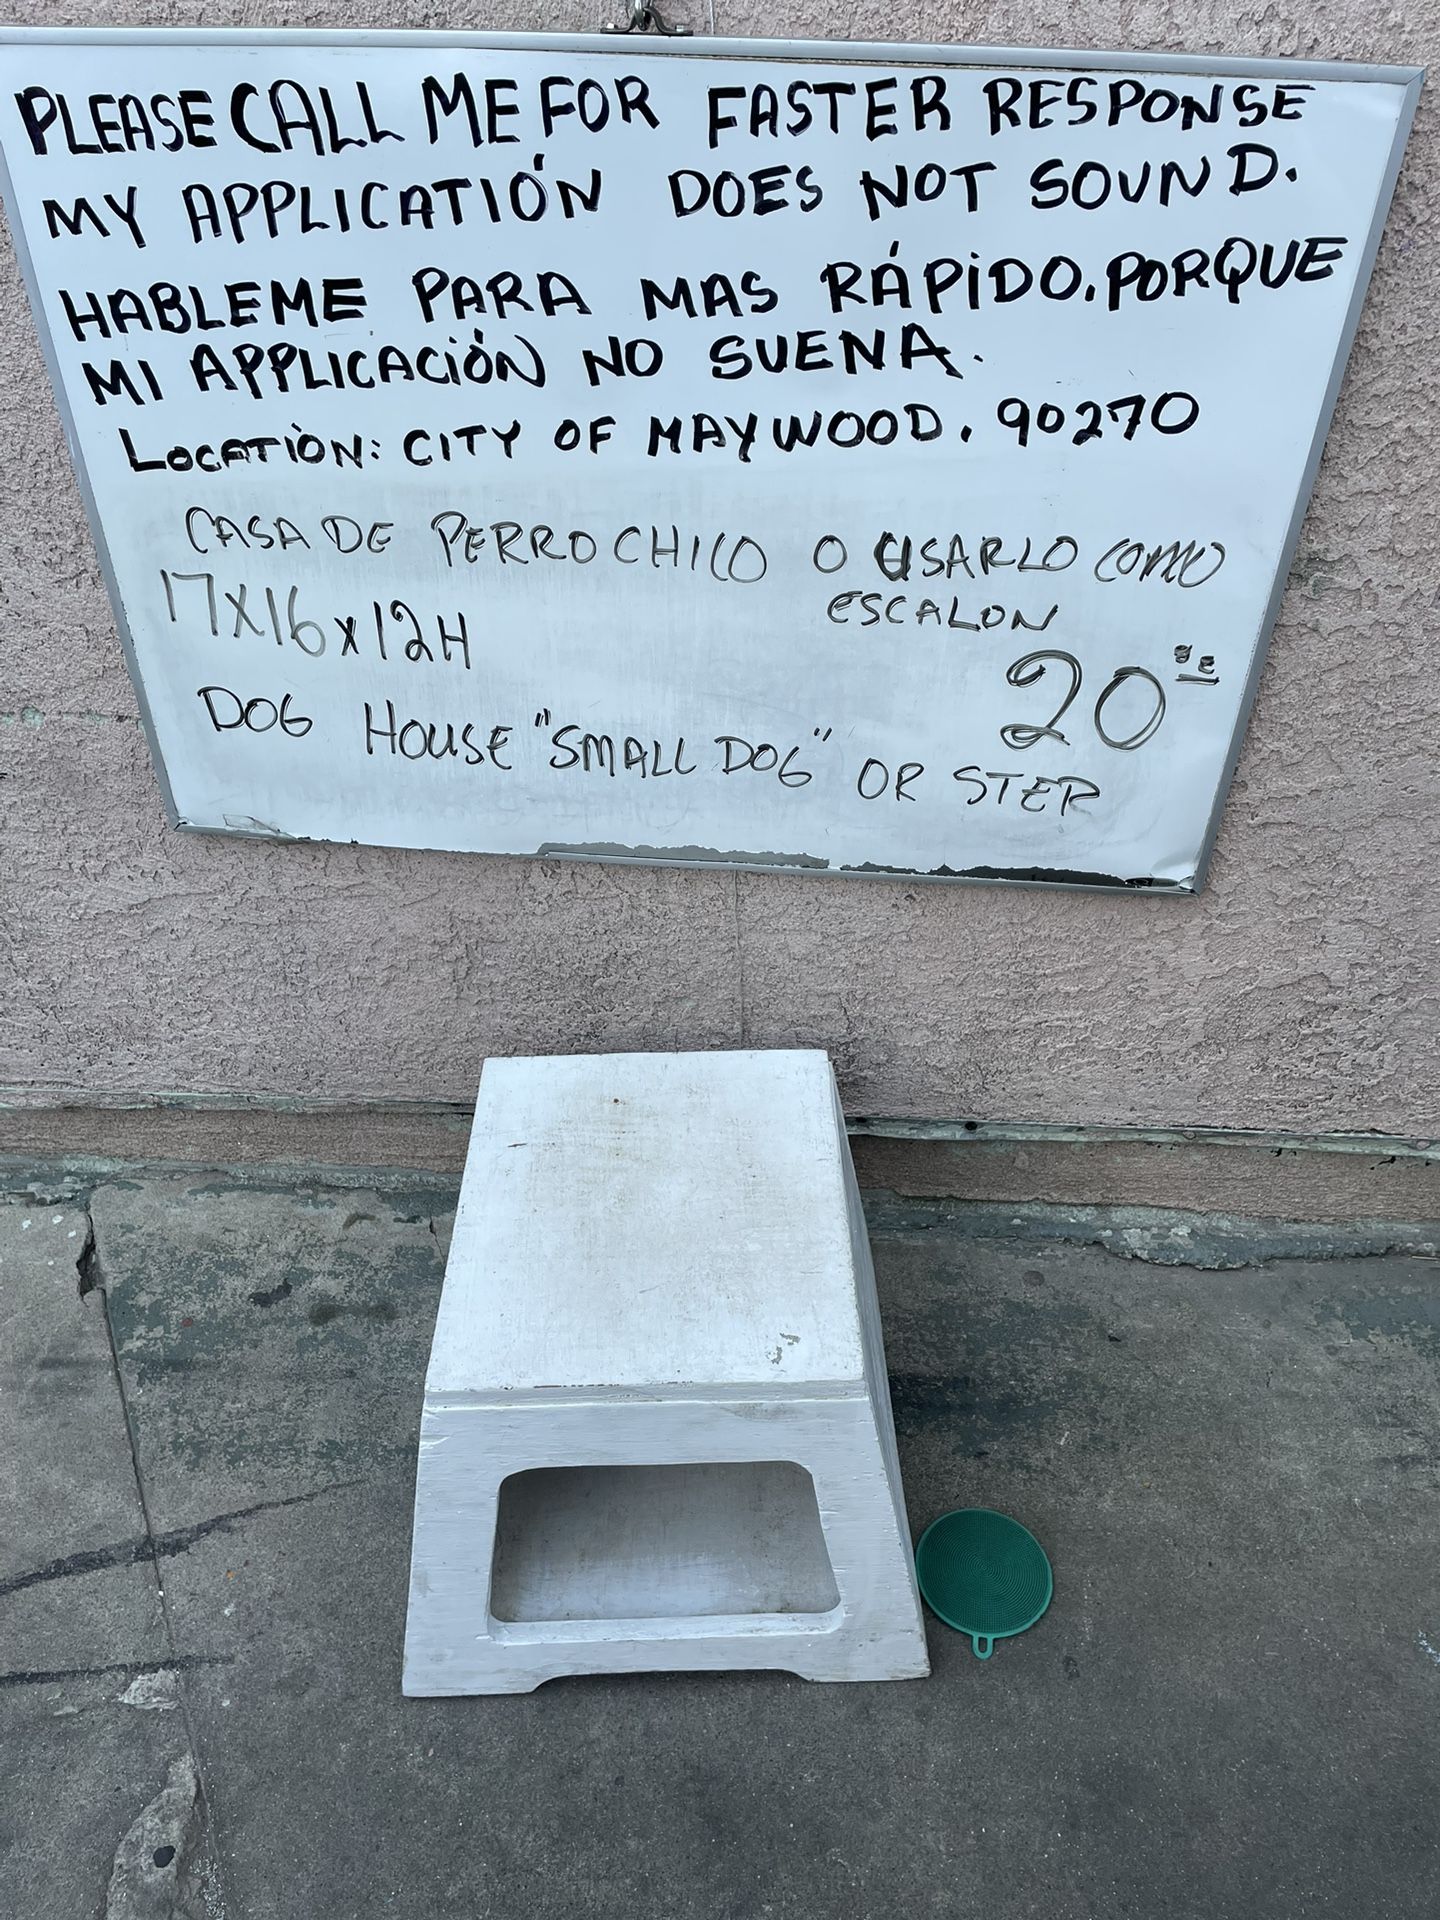 PLEASE CALL ME FOR FASTER RESPONSE
MY APPLICATIÓN DOES NOT SOUND.
HABLEME PARA MAS RÁPIDO. PORQUE
MI APPLICACIÓN NO SUENA.
LOCATIÓN: CITY OF MAYWOOD. 90270
CASA DE PERRO CHICO O USARLO COMO
ESCALON
17X16X12H
20
DOG HOUSE "SMALL DOG" OR STEP